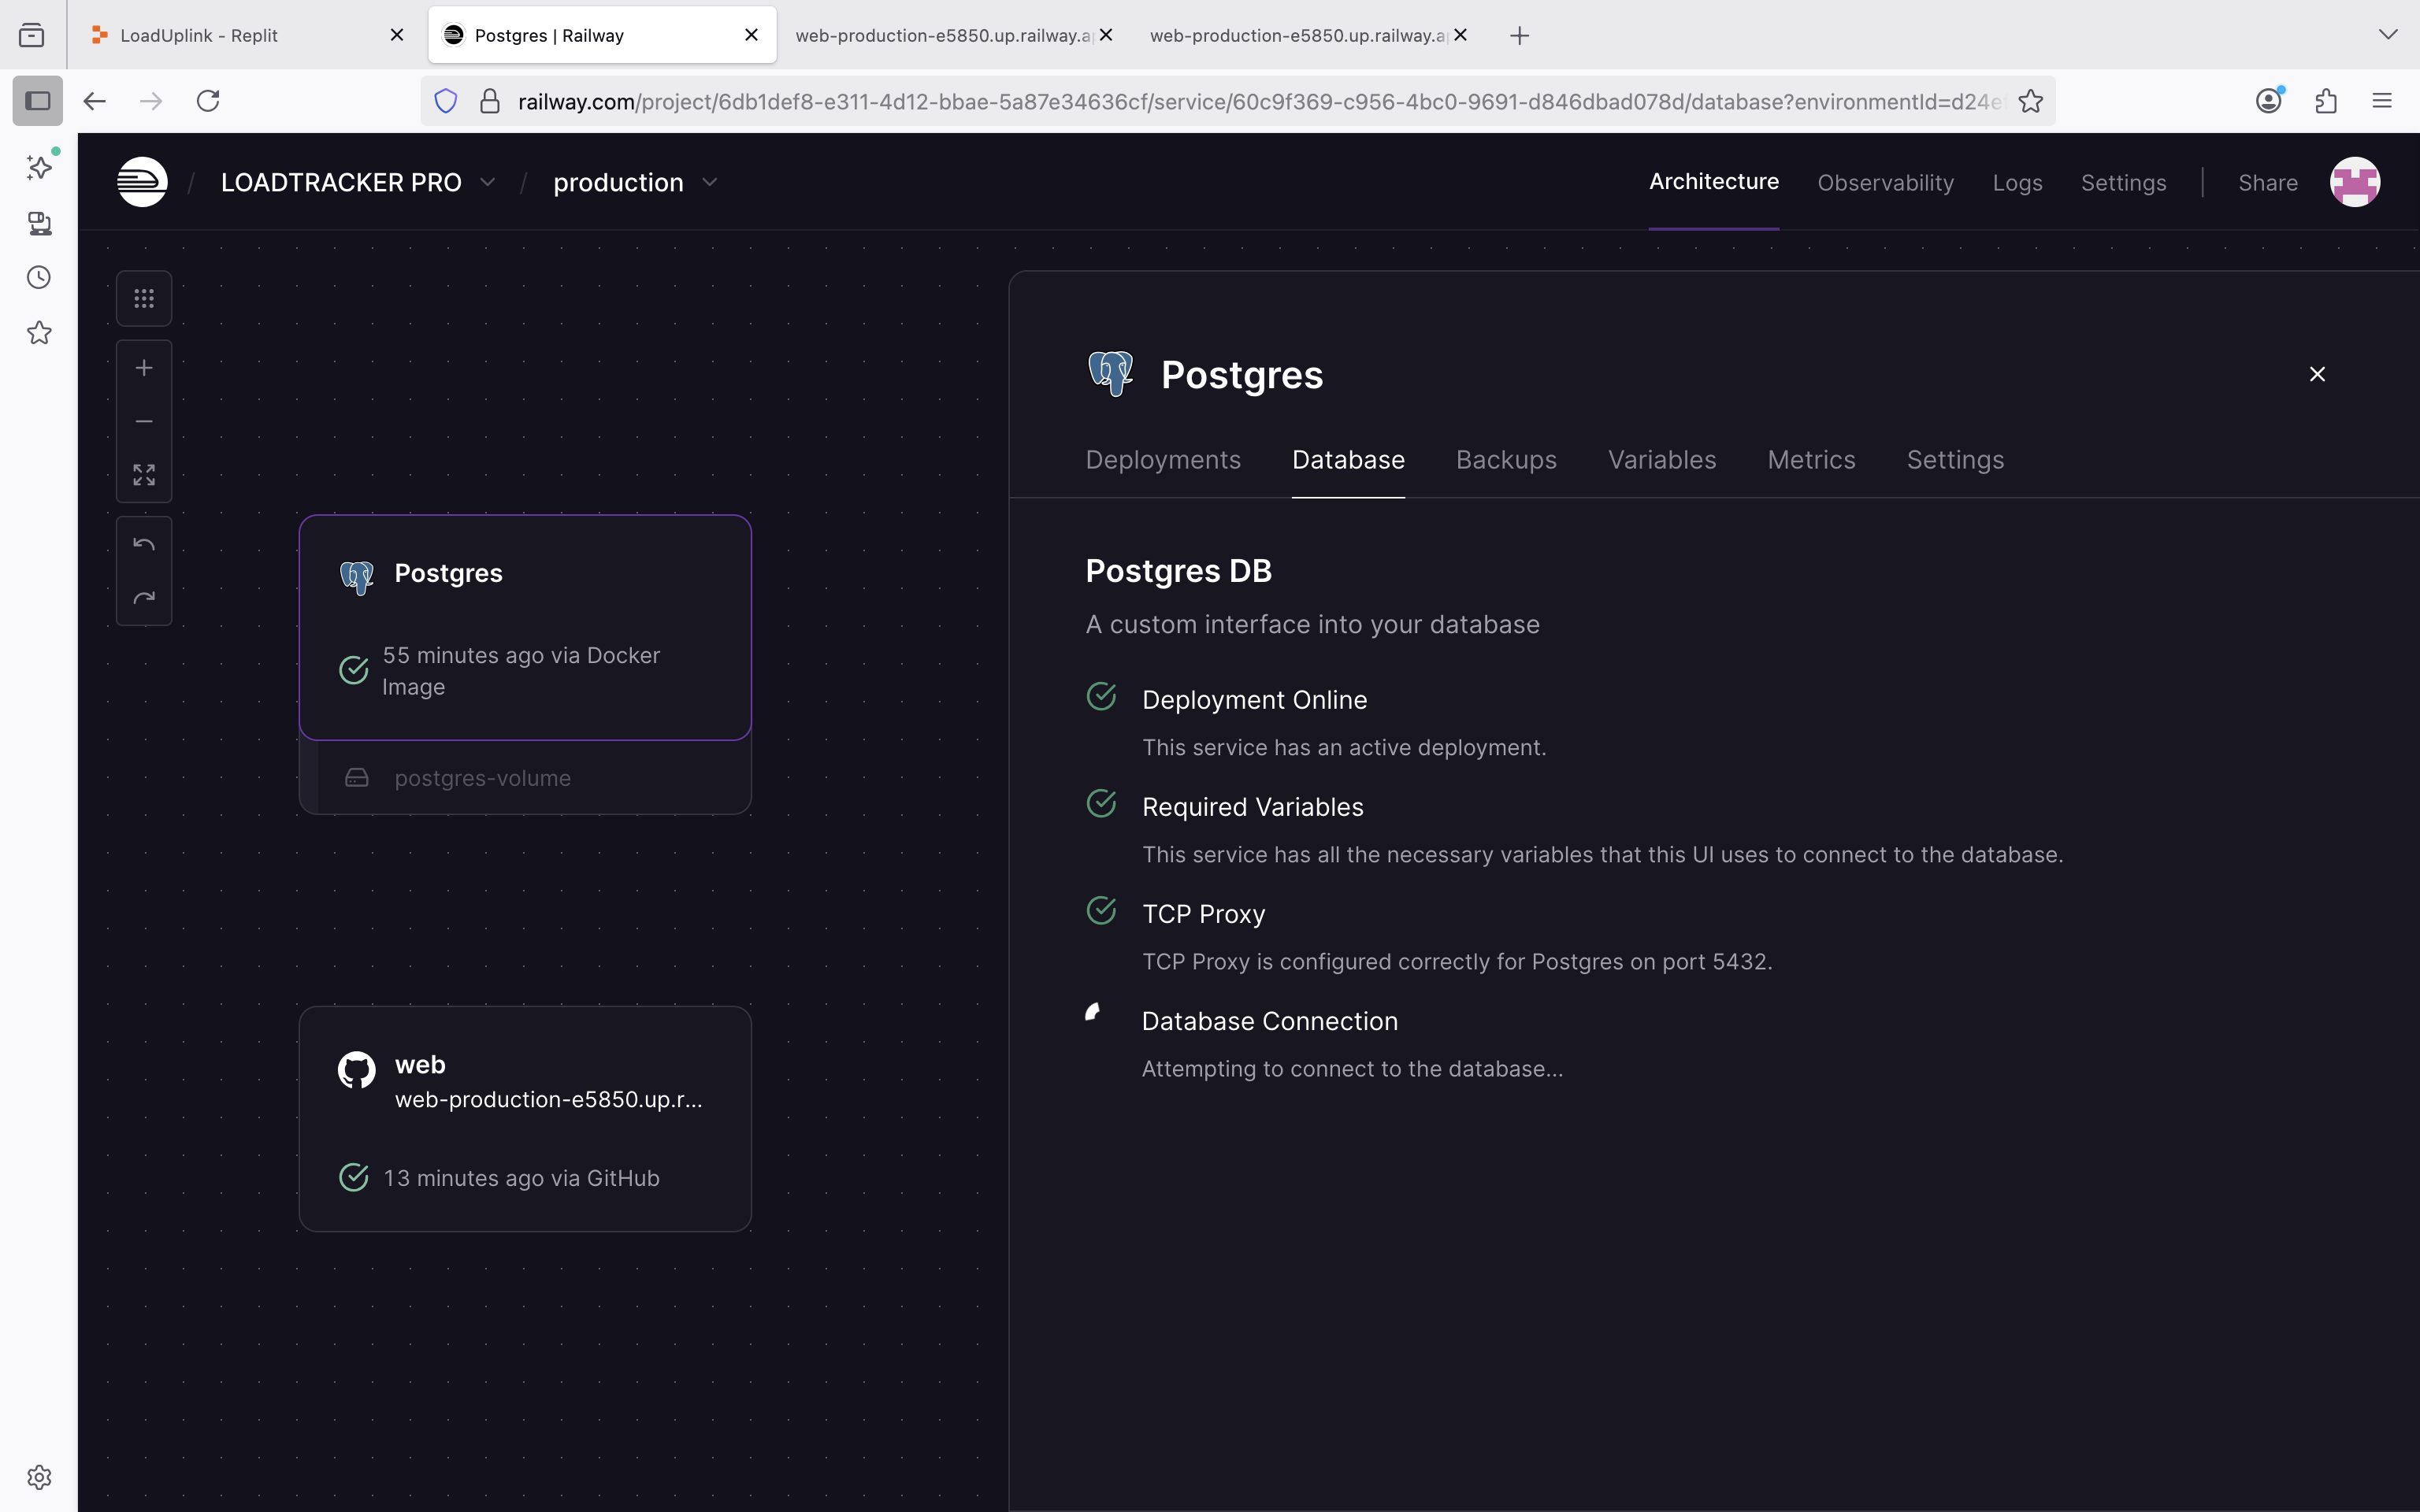 LoadUplink - Replit
Postgres | Railway
web-production-e5850.up.railway.a
web-production-e5850.up.railway.a
railway.com/project/6db1def8-e311-4d12-bbae-5a87e34636cf/service/60c9f369-c956-4bc0-9691-d846dbad078d/database?environmentId=d24e
/ LOADTRACKER PRO / production
Architecture
Observability
Logs
Settings
Share
Postgres
55 minutes ago via Docker
Image
postgres-volume
web
web-production-e5850.up.r...
13 minutes ago via GitHub
Postgres
Deployments
Database
Backups
Variables
Metrics
Settings
Postgres DB
A custom interface into your database
Deployment Online
This service has an active deployment.
Required Variables
This service has all the necessary variables that this UI uses to connect to the database.
TCP Proxy
TCP Proxy is configured correctly for Postgres on port 5432.
Database Connection
Attempting to connect to the database...